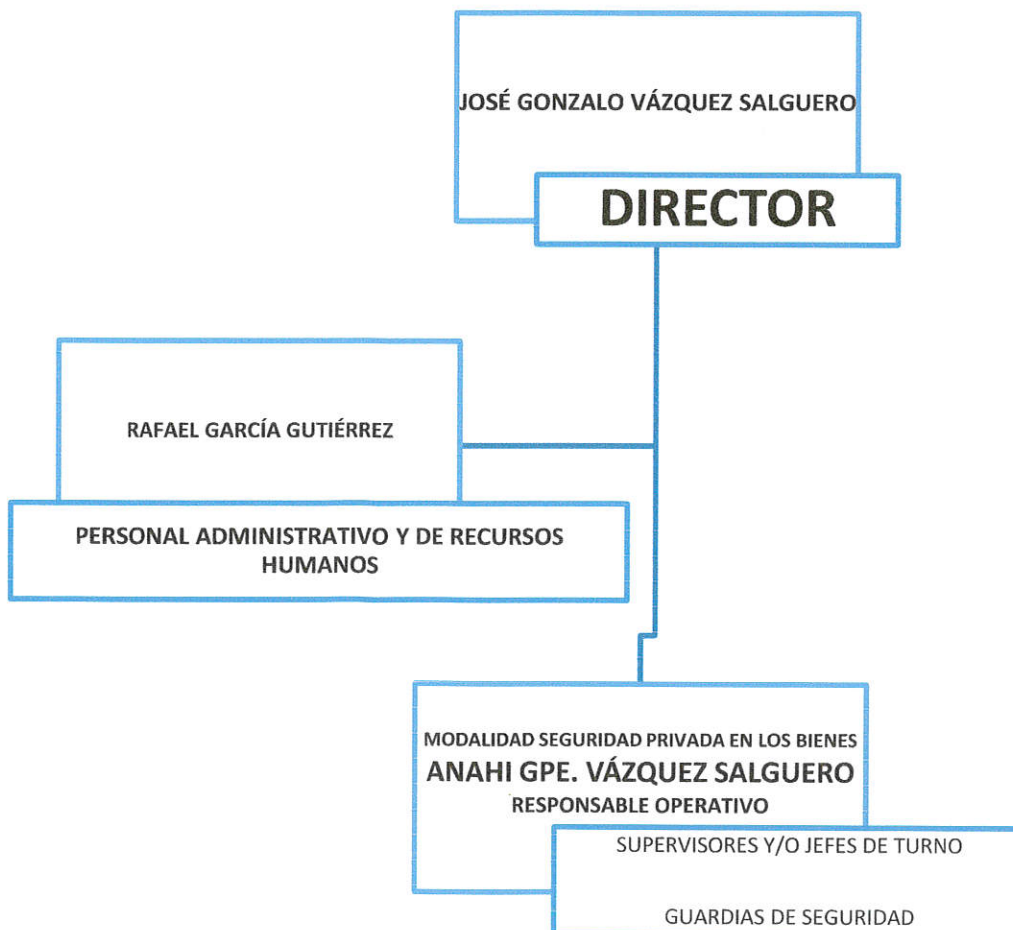 JOSÉ GONZALO VÁZQUEZ SALGUERO
DIRECTOR
RAFAEL GARCÍA GUTIÉRREZ
PERSONAL ADMINISTRATIVO Y DE RECURSOS
HUMANOS
MODALIDAD SEGURIDAD PRIVADA EN LOS BIENES
ANAHI GPE. VÁZQUEZ SALGUERO
RESPONSABLE OPERATIVO
SUPERVISORES Y/O JEFES DE TURNO
GUARDIAS DE SEGURIDAD